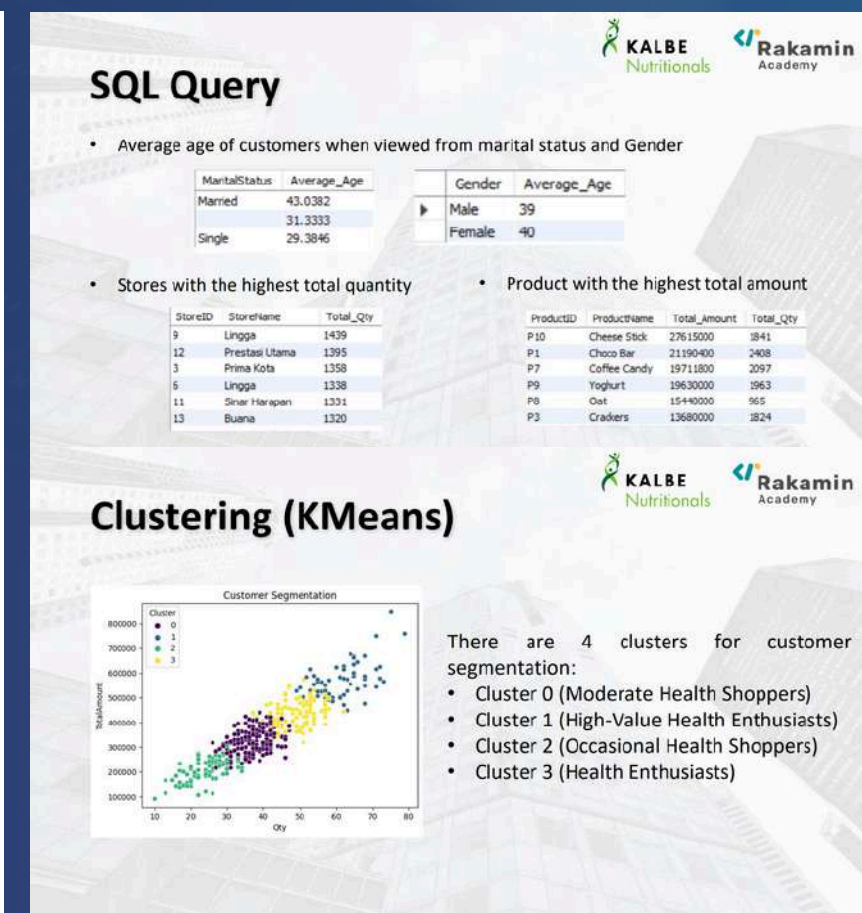 KALBE
Nutritionals
Rakamin
Academy
SQL Query
• Average age of customers when viewed from marital status and Gender
MaritalStatus Average_Age
Married 43.0382
31.3333
Single 29.3846
Gender Average_Age
Male 39
Female 40
• Stores with the highest total quantity
StoreID StoreName Total_Qty
9 Lingga 1439
12 Prestasi Utama 1395
3 Prima Kota 1358
6 Lingga 1338
11 Sinar Harapan 1331
13 Buana 1320
• Product with the highest total amount
ProductID ProductName Total_Amount Total_Qty
P10 Cheese Stick 27615000 1841
P1 Choco Bar 21190400 2408
P7 Coffee Candy 19711800 2097
P9 Yoghurt 19630000 1963
P8 Oat 15440000 965
P3 Crackers 13680000 1824
KALBE
Nutritionals
Rakamin
Academy
Clustering (KMeans)
Customer Segmentation
Cluster
0
1
2
3
TotalAmount
800000
700000
600000
500000
400000
300000
200000
100000
10 20 30 40 50 60 70 80
Qty
There are 4 clusters for customer
segmentation:
• Cluster 0 (Moderate Health Shoppers)
• Cluster 1 (High-Value Health Enthusiasts)
• Cluster 2 (Occasional Health Shoppers)
• Cluster 3 (Health Enthusiasts)